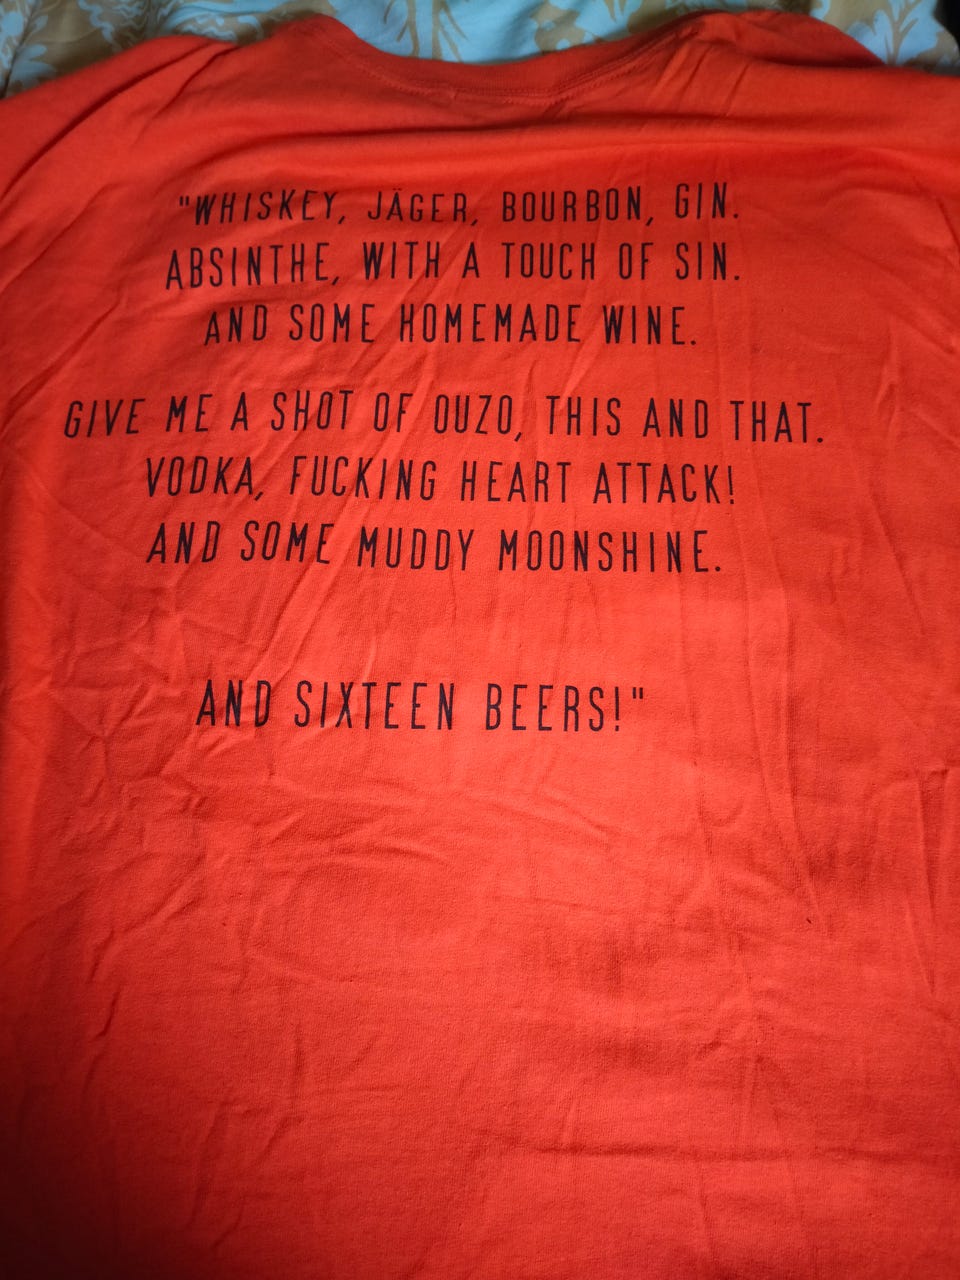 "WHISKEY, JÄGER, BOURBON, GIN.
ABSINTHE, WITH A TOUCH OF SIN.
AND SOME HOMEMADE WINE.
GIVE ME A SHOT OF OUZO, THIS AND THAT.
VODKA, FUCKING HEART ATTACK!
AND SOME MUDDY MOONSHINE.
AND SIXTEEN BEERS!"